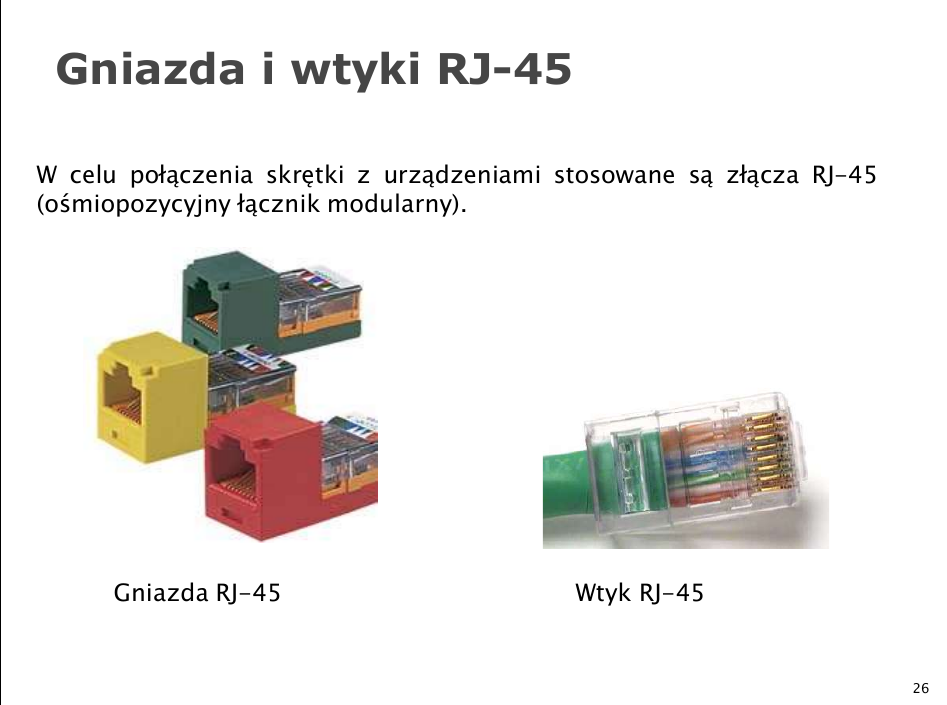 Gniazda i wtyki RJ-45
W celu połączenia skrętki z urządzeniami stosowane są złącza RJ-45
(ośmiopozycyjny łącznik modularny).
Gniazda RJ-45
Wtyk RJ-45
26